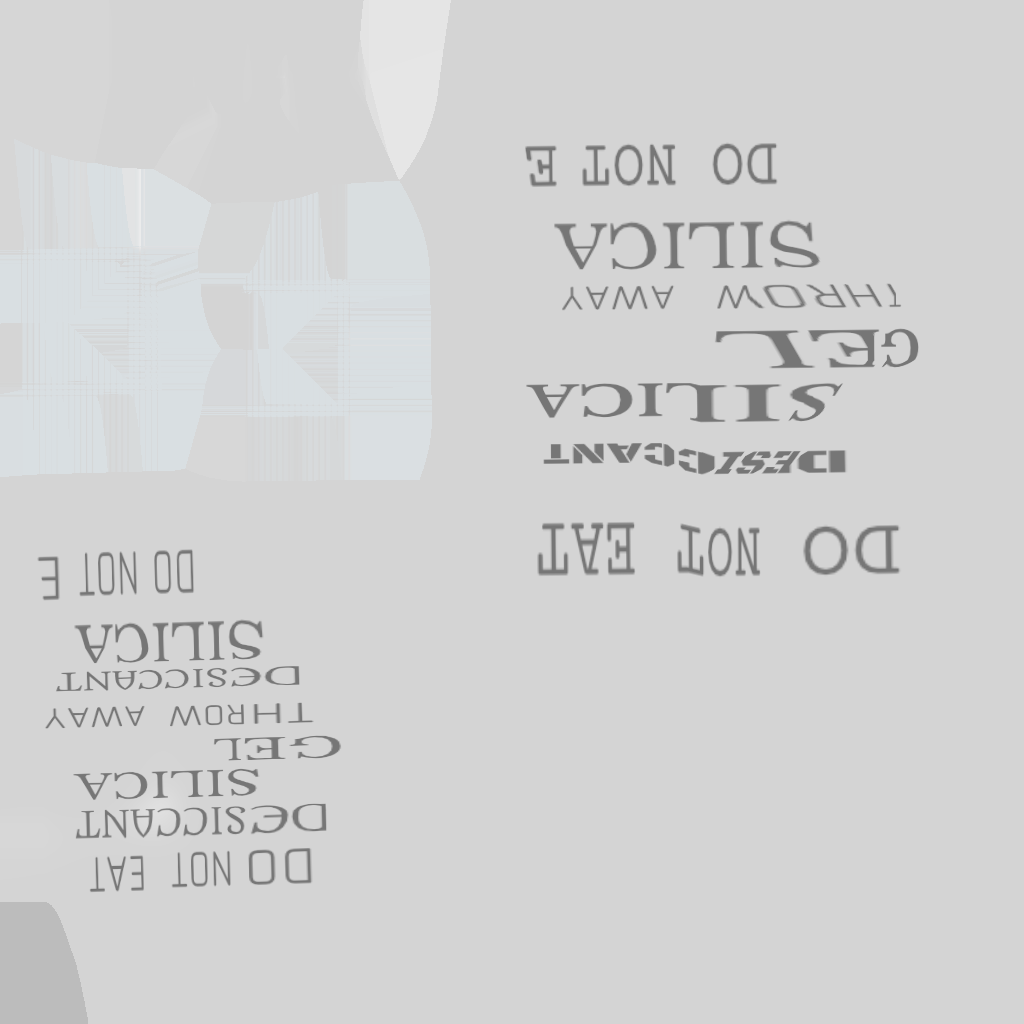 DO NOT EAT
DESICCANT
SILICA
GEL
THROW AWAY
DESICCANT
SILICA
DO NOT E
DO NOT EAT
DESICCANT
SILICA
GEL
THROW AWAY
SILICA
DO NOT E